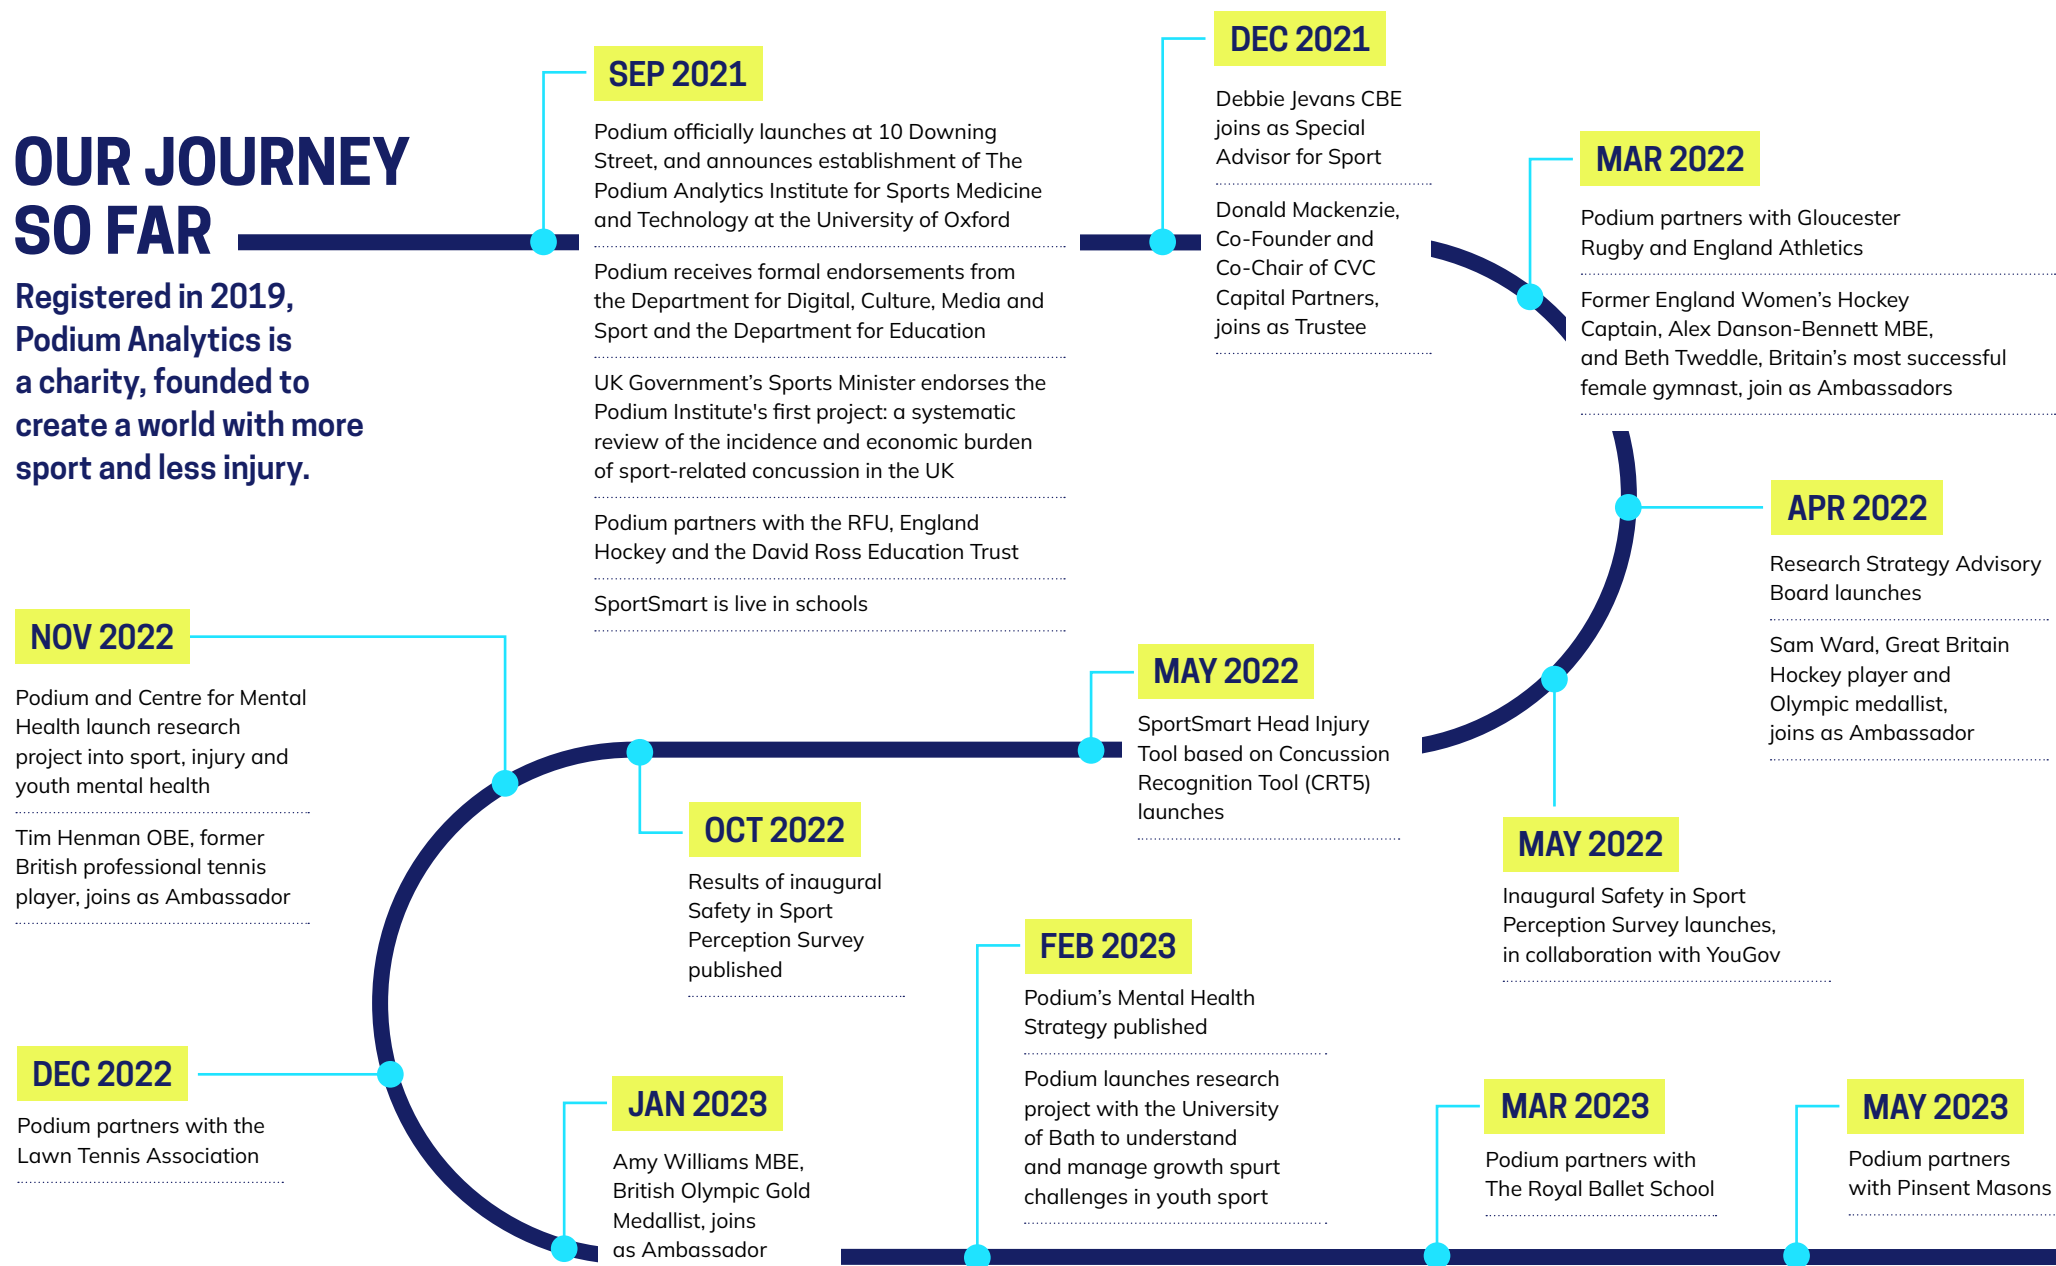 OUR JOURNEY
SO FAR
Registered in 2019,
Podium Analytics is
a charity, founded to
create a world with more
sport and less injury.
SEP 2021
Podium officially launches at 10 Downing
Street, and announces establishment of The
Podium Analytics Institute for Sports Medicine
and Technology at the University of Oxford
Podium receives formal endorsements from
the Department for Digital, Culture, Media and
Sport and the Department for Education
UK Government’s Sports Minister endorses the
Podium Institute's first project: a systematic
review of the incidence and economic burden
of sport-related concussion in the UK
Podium partners with the RFU, England
Hockey and the David Ross Education Trust
SportSmart is live in schools
DEC 2021
Debbie Jevans CBE
joins as Special
Advisor for Sport
Donald Mackenzie,
Co-Founder and
Co-Chair of CVC
Capital Partners,
joins as Trustee
MAR 2022
Podium partners with Gloucester
Rugby and England Athletics
Former England Women’s Hockey
Captain, Alex Danson-Bennett MBE,
and Beth Tweddle, Britain’s most successful
female gymnast, join as Ambassadors
APR 2022
Research Strategy Advisory
Board launches
Sam Ward, Great Britain
Hockey player and
Olympic medallist,
joins as Ambassador
MAY 2022
Inaugural Safety in Sport
Perception Survey launches,
in collaboration with YouGov
MAY 2022
SportSmart Head Injury
Tool based on Concussion
Recognition Tool (CRT5)
launches
OCT 2022
Results of inaugural
Safety in Sport
Perception Survey
published
NOV 2022
Podium and Centre for Mental
Health launch research
project into sport, injury and
youth mental health
Tim Henman OBE, former
British professional tennis
player, joins as Ambassador
DEC 2022
Podium partners with the
Lawn Tennis Association
JAN 2023
Amy Williams MBE,
British Olympic Gold
Medallist, joins
as Ambassador
FEB 2023
Podium’s Mental Health
Strategy published
Podium launches research
project with the University
of Bath to understand
and manage growth spurt
challenges in youth sport
MAR 2023
Podium partners with
The Royal Ballet School
MAY 2023
Podium partners
with Pinsent Masons